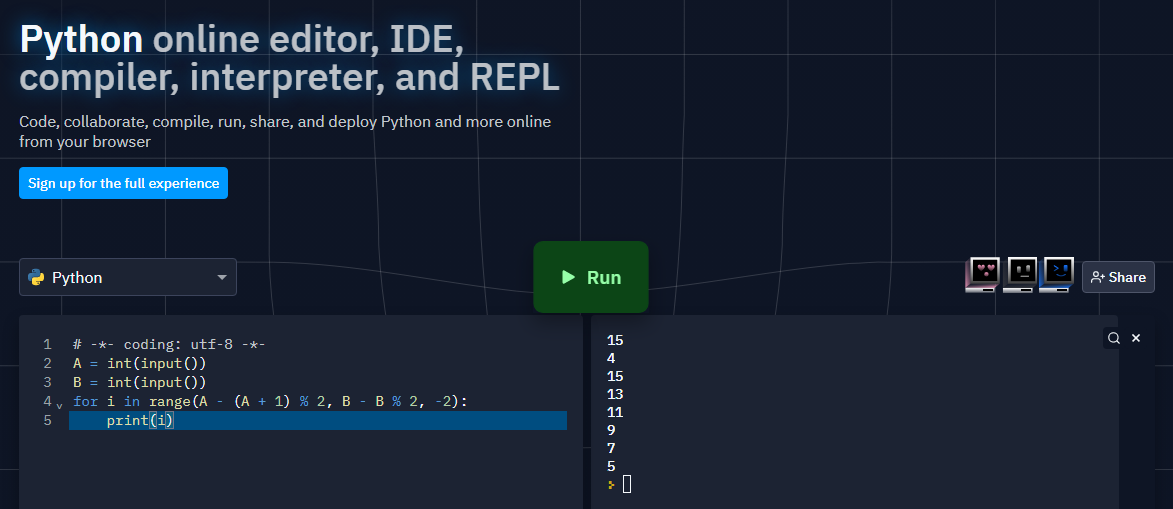 Python online editor, IDE,
compiler, interpreter, and REPL
Code, collaborate, compile, run, share, and deploy Python and more online
from your browser
Sign up for the full experience
Python
Run
Share
1 # -*- coding: utf-8 -*-
2 A = int(input())
3 B = int(input())
4 for i in range(A - (A + 1) % 2, B - B % 2, -2):
5     print(i)
15
4
15
13
11
9
7
5